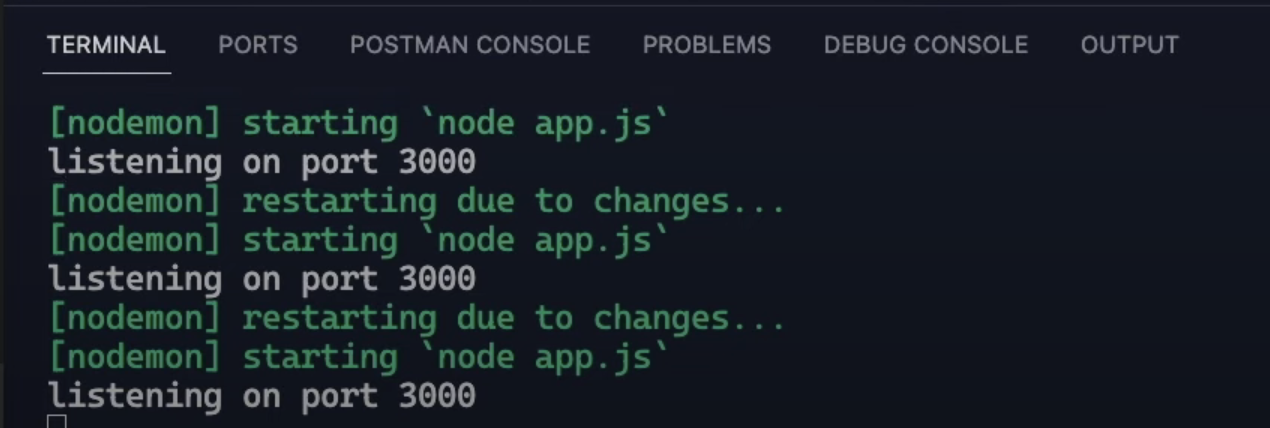 TERMINAL PORTS POSTMAN CONSOLE PROBLEMS DEBUG CONSOLE OUTPUT
[nodemon] starting `node app.js`
listening on port 3000
[nodemon] restarting due to changes...
[nodemon] starting `node app.js`
listening on port 3000
[nodemon] restarting due to changes...
[nodemon] starting `node app.js`
listening on port 3000